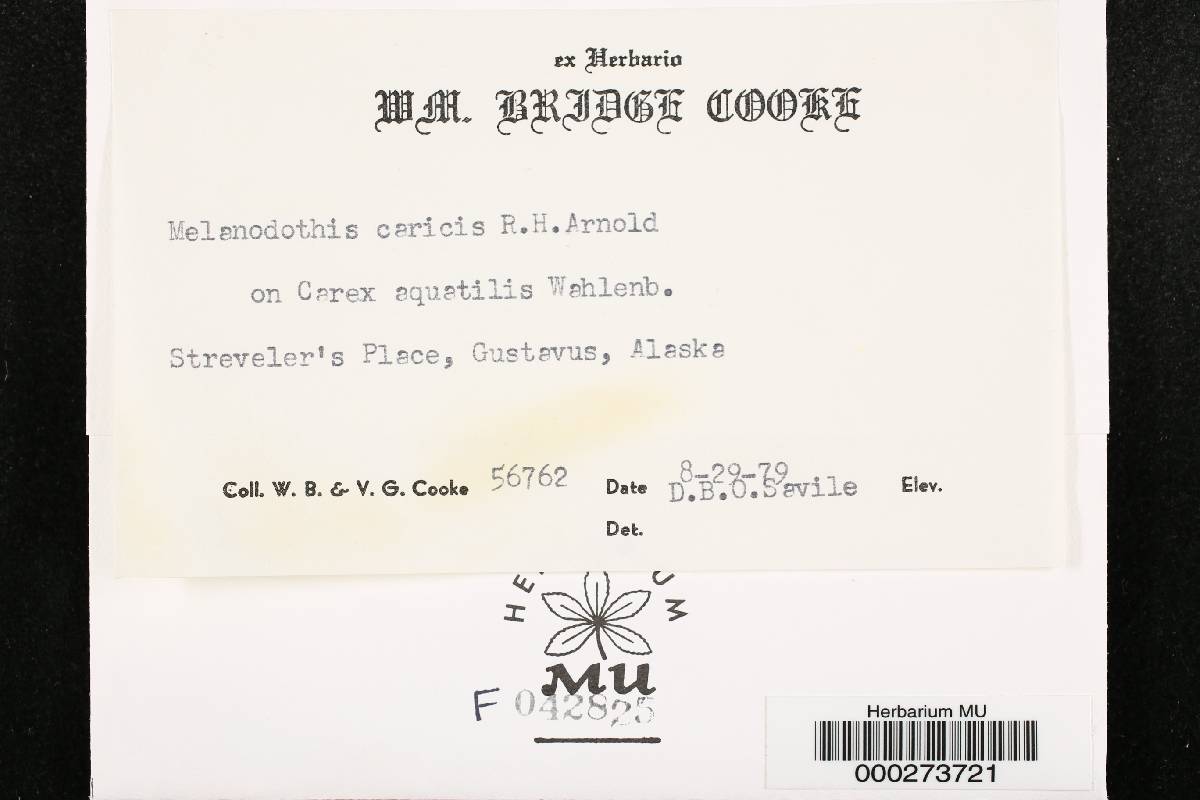 ex Herbario
WM. BRIDGE COOKE
Melanodothis caricis R.H.Arnold
on Carex aquatilis Wahlenb.
Streveler's Place, Gustavus, Alaska
Coll. W. B. & V. G. Cooke 56762 Date 8-29-79 Elev.
D.B.O.Savile
Det.
MU
F 042825
Herbarium MU
000273721